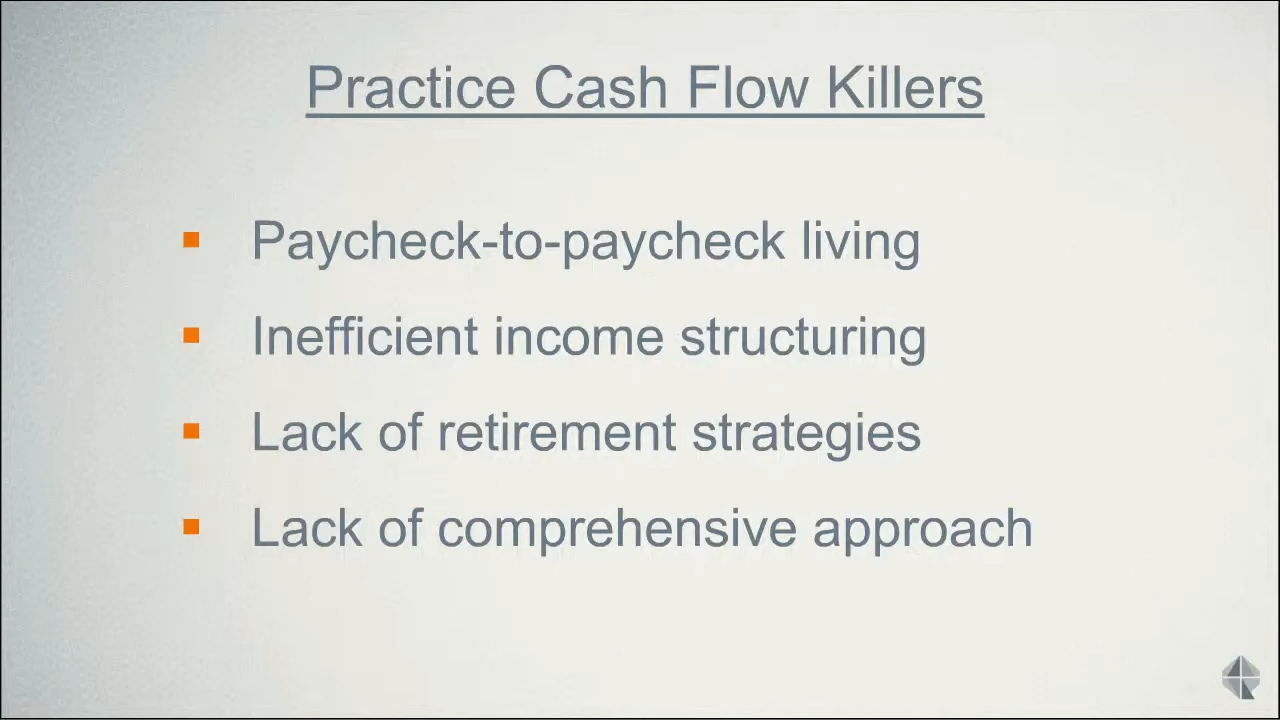 Practice Cash Flow Killers
Paycheck-to-paycheck living
Inefficient income structuring
Lack of retirement strategies
Lack of comprehensive approach